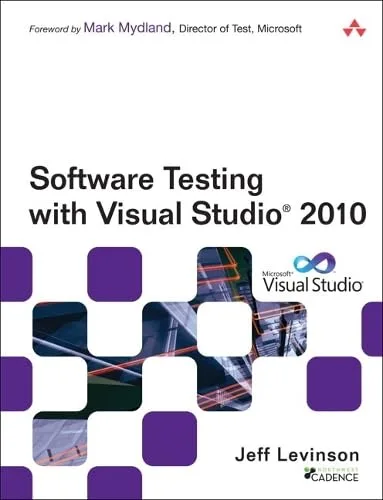 Foreword by Mark Mydland, Director of Test, Microsoft
Software Testing
with Visual Studio® 2010
Microsoft®
Visual Studio®
Jeff Levinson
NORTHWEST
CADENCE